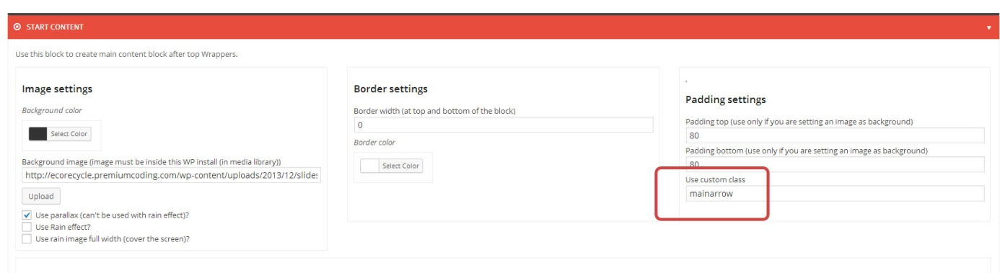 START CONTENT
Use this block to create main content block after top Wrappers.
Image settings
Background color
Select Color
Background image (image must be inside this WP install (in media library))
http://ecorecycle.premiumcoding.com/wp-content/uploads/2013/12/slide
Upload
Use parallax (can't be used with rain effect)?
Use Rain effect?
Use rain image full width (cover the screen)?
Border settings
Border width (at top and bottom of the block)
0
Border color
Select Color
.
Padding settings
Padding top (use only if you are setting an image as background)
80
Padding bottom (use only if you are setting an image as background)
80
Use custom class
mainarrow